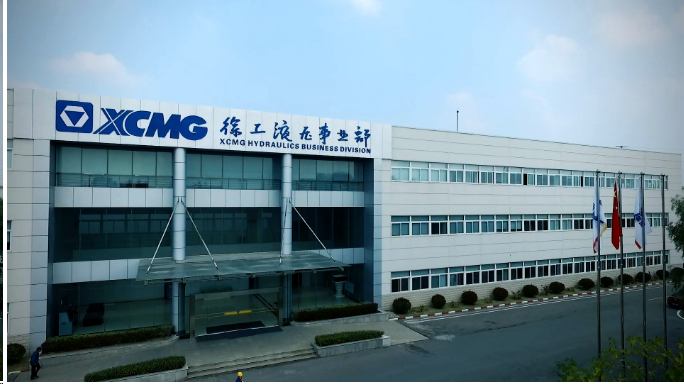 XCMG
徐工液压事业部
XCMG HYDRAULICS BUSINESS DIVISION